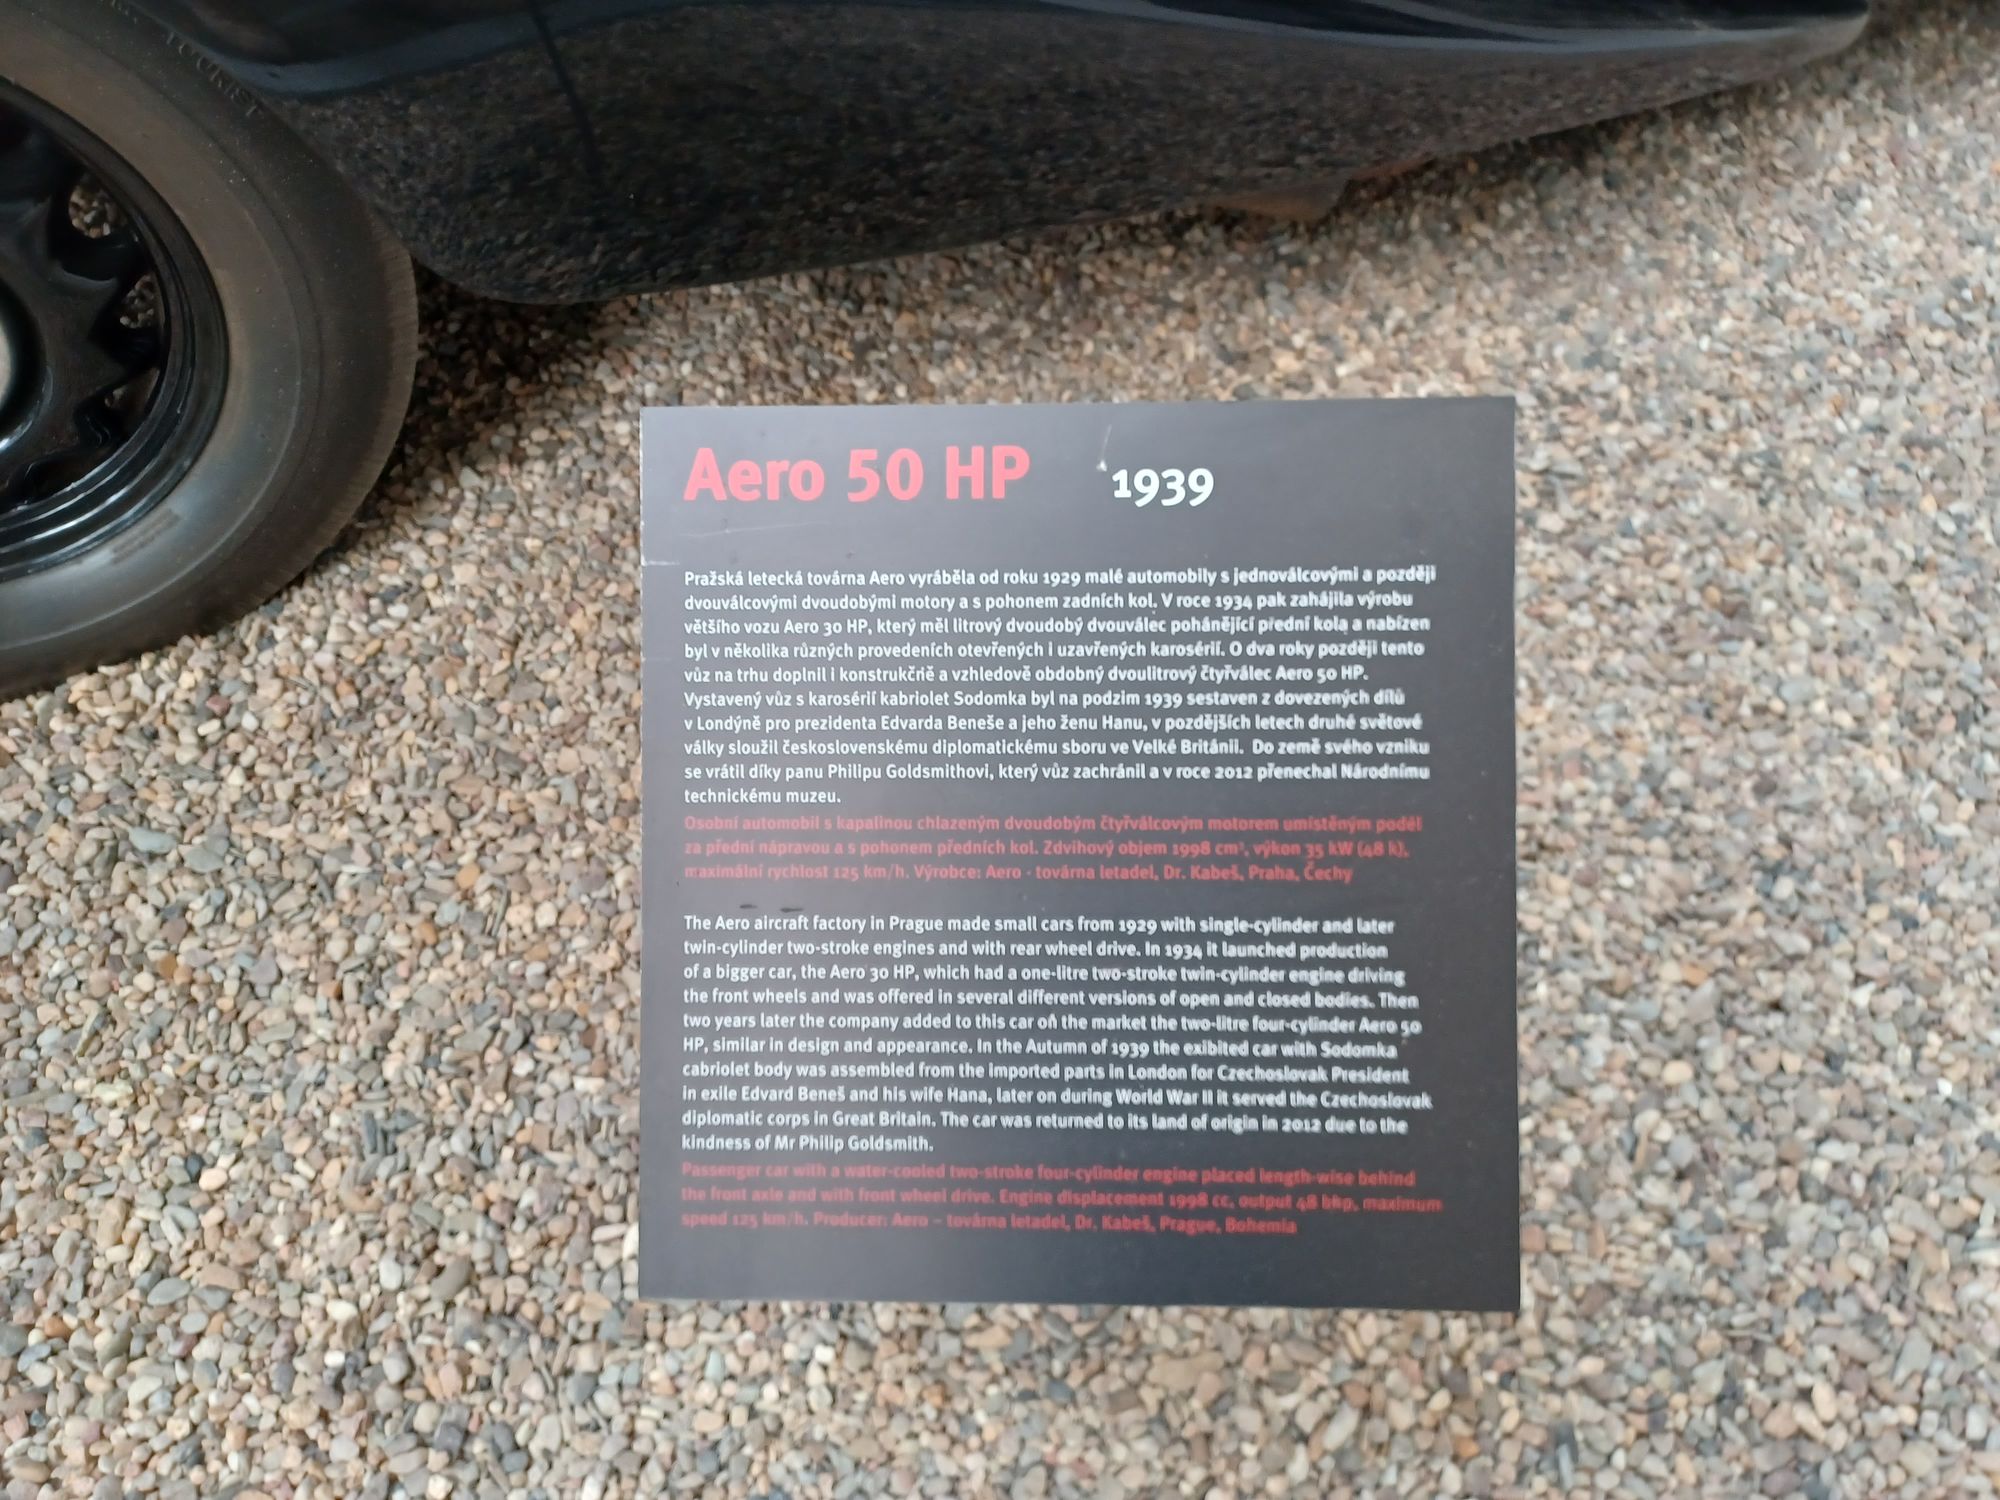 Aero 50 HP 1939
Pražská letecká továrna Aero vyráběla od roku 1929 malé automobily s jednoválcovými a později
dvouválcovými dvoudobými motory a s pohonem zadních kol. V roce 1934 pak zahájila výrobu
většího vozu Aero 30 HP, který měl litrový dvoudobý dvouválec pohánějící přední kola a nabízen
byl v několika různých provedeních otevřených i uzavřených karosérií. O dva roky později tento
vůz na trhu doplnil i konstrukčně a vzhledově obdobný dvoulitrový čtyřválec Aero 50 HP.
Vystavený vůz s karosérií kabriolet Sodomka byl na podzim 1939 sestaven z dovezených dílů
v Londýně pro prezidenta Edvarda Beneše a jeho ženu Hanu, v pozdějších letech druhé světové
války sloužil československému diplomatickému sboru ve Velké Británii. Do země svého vzniku
se vrátil díky panu Philipu Goldsmithovi, který vůz zachránil a v roce 2012 přenechal Národnímu
technickému muzeu.
Osobní automobil s kapalinou chlazeným dvoudobým čtyřválcovým motorem umístěným podél
za přední nápravou a s pohonem předních kol. Zdvihový objem 1998 cm³, výkon 35 kW (48 k),
maximální rychlost 125 km/h. Výrobce: Aero - továrna letadel, Dr. Kabeš, Praha, Čechy
The Aero aircraft factory in Prague made small cars from 1929 with single-cylinder and later
twin-cylinder two-stroke engines and with rear wheel drive. In 1934 it launched production
of a bigger car, the Aero 30 HP, which had a one-litre two-stroke twin-cylinder engine driving
the front wheels and was offered in several different versions of open and closed bodies. Then
two years later the company added to this car on the market the two-litre four-cylinder Aero 50
HP, similar in design and appearance. In the Autumn of 1939 the exibited car with Sodomka
cabriolet body was assembled from the imported parts in London for Czechoslovak President
in exile Edvard Beneš and his wife Hana, later on during World War II it served the Czechoslovak
diplomatic corps in Great Britain. The car was returned to its land of origin in 2012 due to the
kindness of Mr Philip Goldsmith.
Passenger car with a water-cooled two-stroke four-cylinder engine placed length-wise behind
the front axle and with front wheel drive. Engine displacement 1998 cc, output 48 bhp, maximum
speed 125 km/h. Producer: Aero – továrna letadel, Dr. Kabeš, Prague, Bohemia